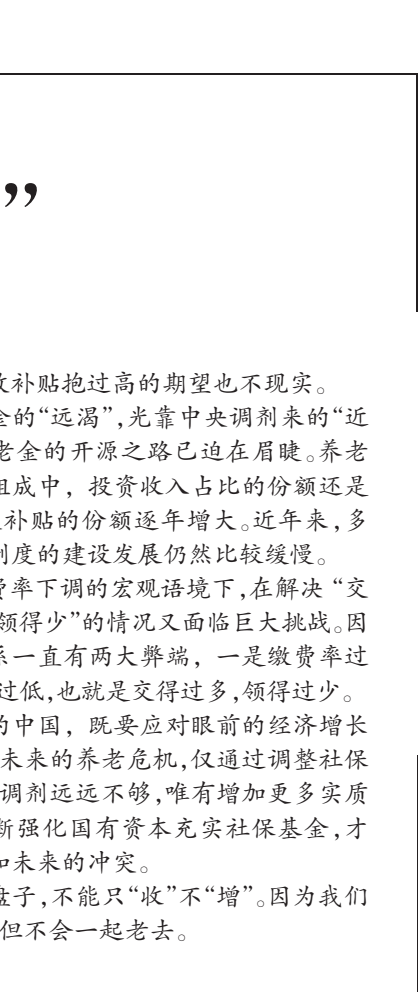 ”
补贴抱过高的期望也不现实。
金的“远渴”,光靠中央调剂来的“近
老金的开源之路已迫在眉睫。养老
组成中，投资收入占比的份额还是
补贴的份额逐年增大。近年来,多
制度的建设发展仍然比较缓慢。
费率下调的宏观语境下,在解决“交
领得少”的情况又面临巨大挑战。因
系一直有两大弊端，一是缴费率过
过低,也就是交得过多,领得过少。
的中国，既要应对眼前的经济增长
未来的养老危机,仅通过调整社保
调剂远远不够,唯有增加更多实质
断强化国有资本充实社保基金,才
和未来的冲突。
盘子,不能只“收”不“增”。因为我们
但不会一起老去。